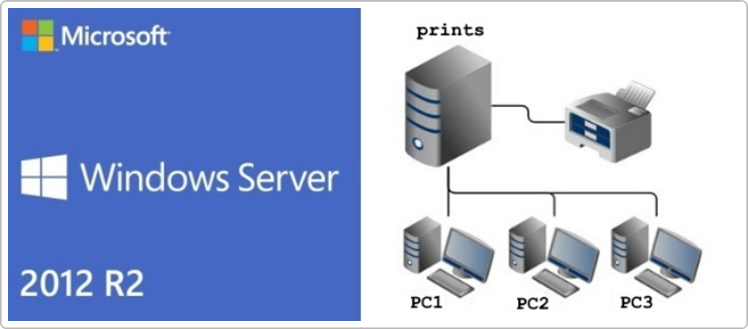 Microsoft
Windows Server
2012 R2
prints
PC1
PC2
PC3